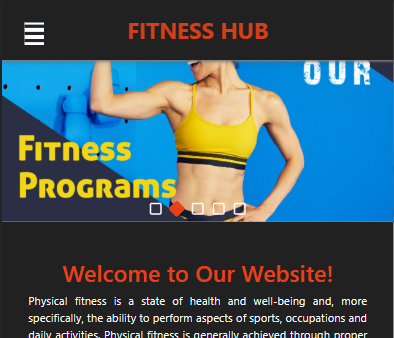 FITNESS HUB
OUR
Fitness
Programs
Welcome to Our Website!
Physical fitness is a state of health and well-being and, more
specifically, the ability to perform aspects of sports, occupations and
daily activities. Physical fitness is generally achieved through proper